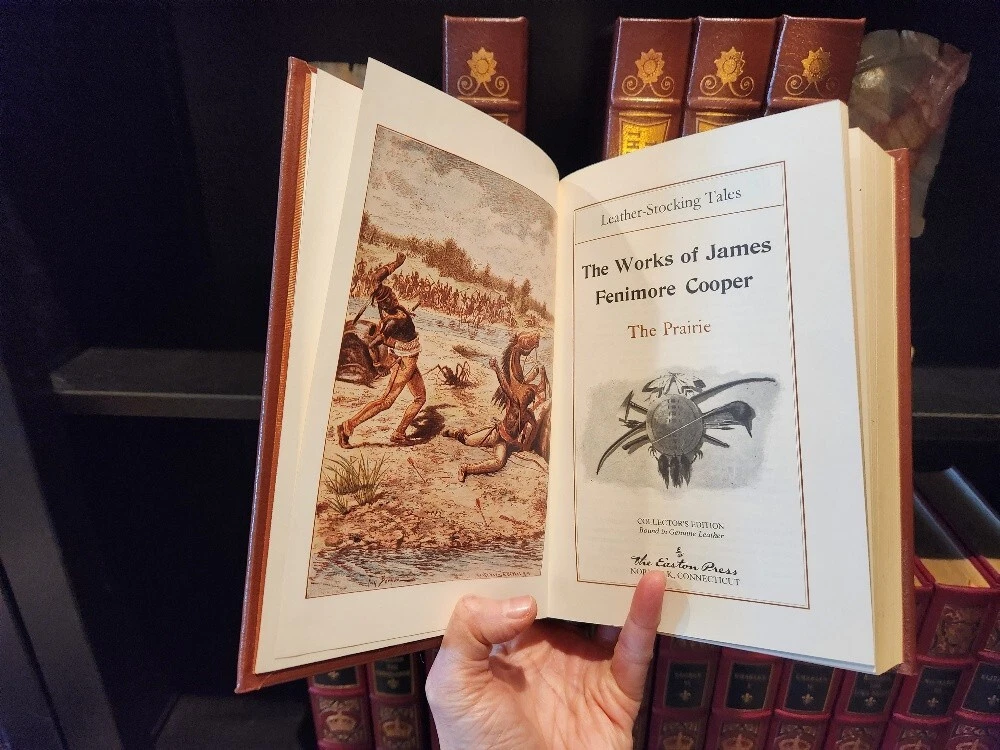 Leather-Stocking Tales
The Works of James
Fenimore Cooper
The Prairie
COLLECTOR'S EDITION
Bound in Genuine Leather
The Easton Press
CONNECTICUT